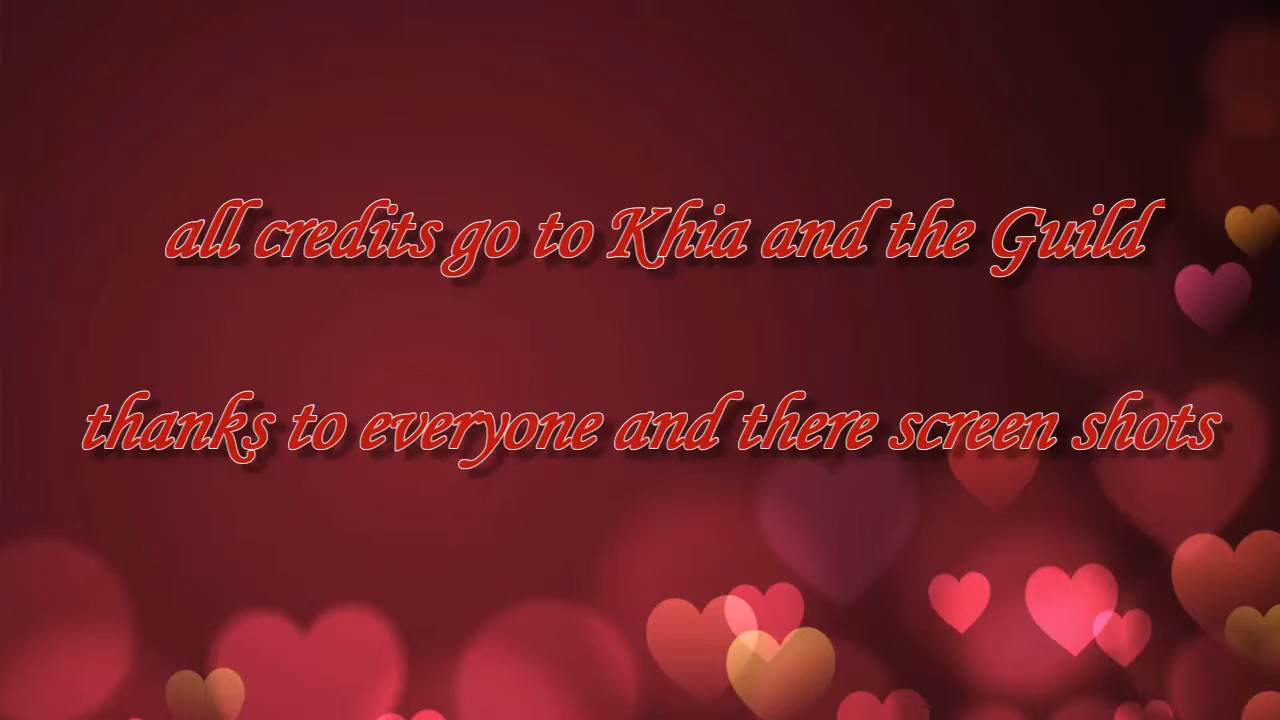 all credits go to Khia and the Guild
thanks to everyone and there screen shots